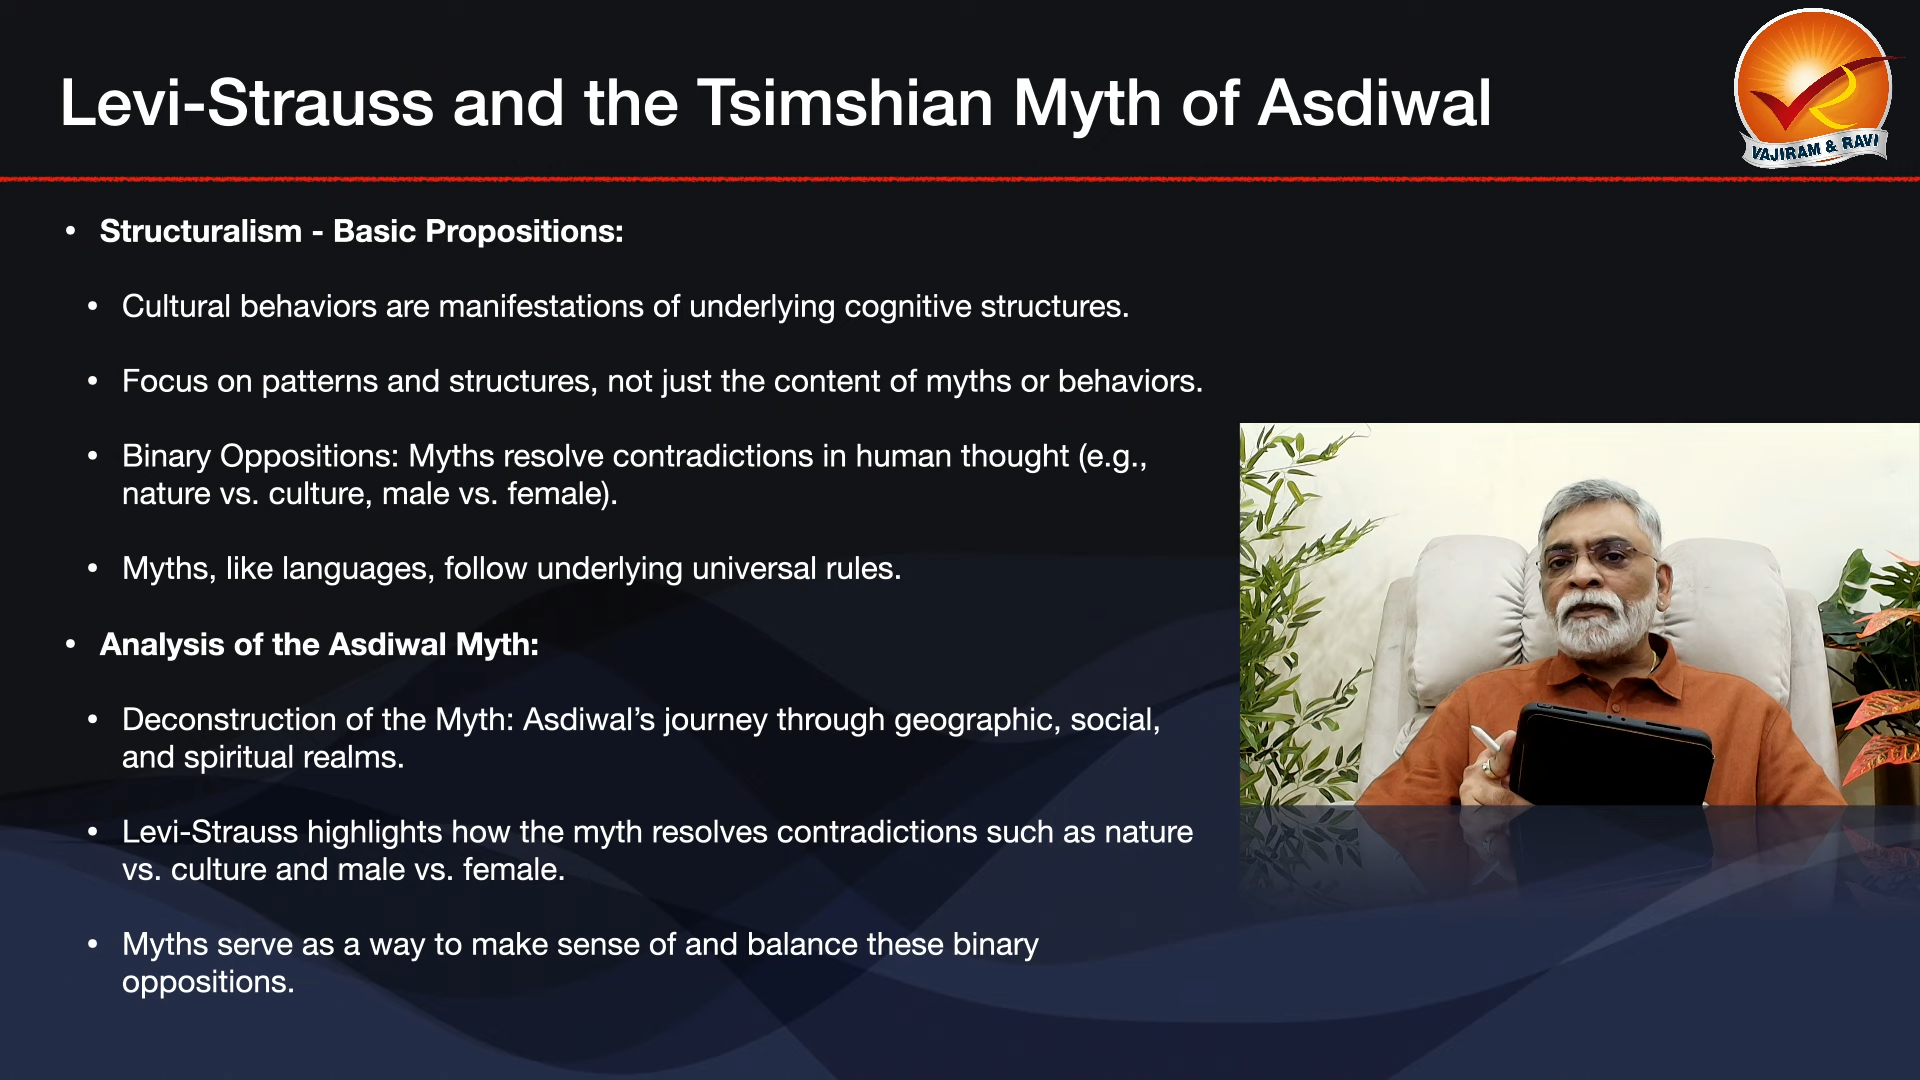 Levi-Strauss and the Tsimshian Myth of Asdiwal
VAJIRAM & RAVI
• Structuralism - Basic Propositions:
• Cultural behaviors are manifestations of underlying cognitive structures.
• Focus on patterns and structures, not just the content of myths or behaviors.
• Binary Oppositions: Myths resolve contradictions in human thought (e.g.,
nature vs. culture, male vs. female).
• Myths, like languages, follow underlying universal rules.
• Analysis of the Asdiwal Myth:
• Deconstruction of the Myth: Asdiwal’s journey through geographic, social,
and spiritual realms.
• Levi-Strauss highlights how the myth resolves contradictions such as nature
vs. culture and male vs. female.
• Myths serve as a way to make sense of and balance these binary
oppositions.